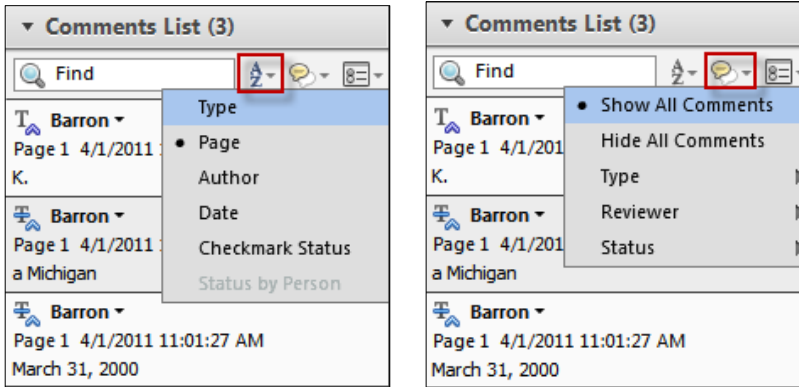 Comments List (3)
Find
Type
Page
Author
Date
Checkmark Status
Status by Person
Barron
Page 1 4/1/2011
K.
Barron
Page 1 4/1/2011
a Michigan
Barron
Page 1 4/1/2011 11:01:27 AM
March 31, 2000
Comments List (3)
Find
Show All Comments
Hide All Comments
Type
Reviewer
Status
Barron
Page 1 4/1/201
K.
Barron
Page 1 4/1/201
a Michigan
Barron
Page 1 4/1/2011 11:01:27 AM
March 31, 2000